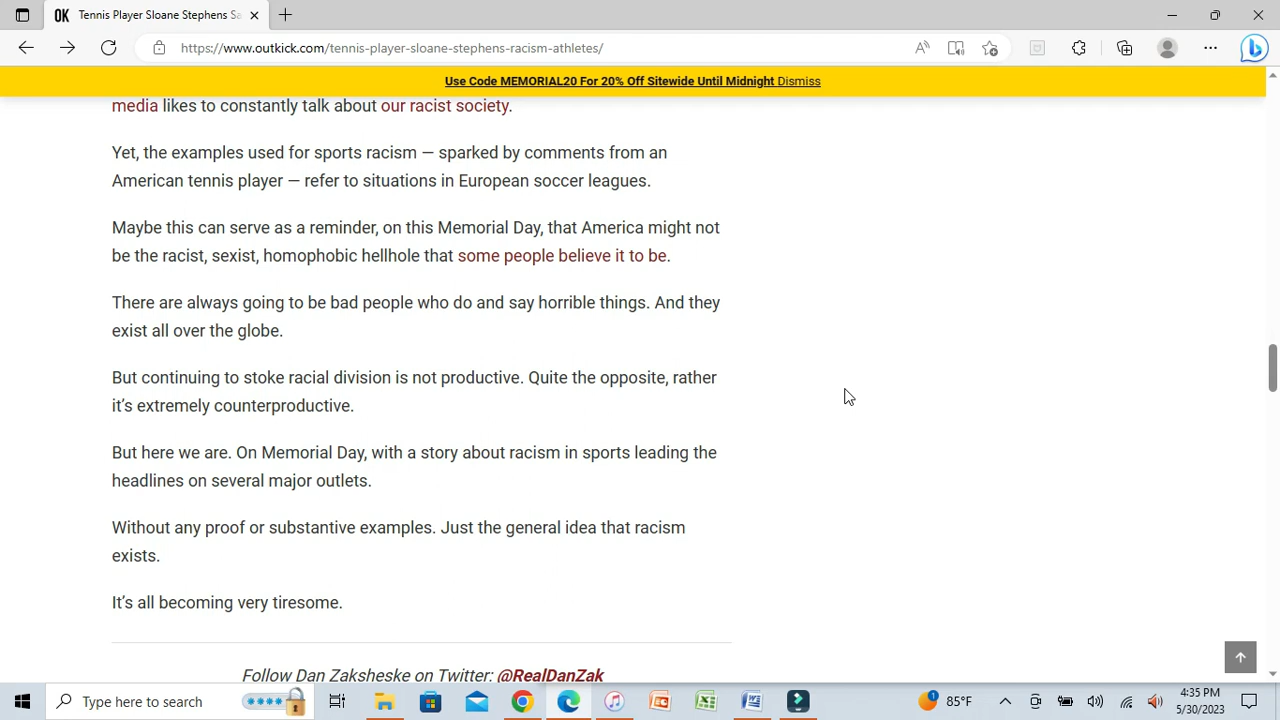 OK Tennis Player Sloane Stephens Sa
https://www.outkick.com/tennis-player-sloane-stephens-racism-athletes/
Use Code MEMORIAL20 For 20% Off Sitewide Until Midnight Dismiss
media likes to constantly talk about our racist society.
Yet, the examples used for sports racism — sparked by comments from an
American tennis player — refer to situations in European soccer leagues.
Maybe this can serve as a reminder, on this Memorial Day, that America might not
be the racist, sexist, homophobic hellhole that some people believe it to be.
There are always going to be bad people who do and say horrible things. And they
exist all over the globe.
But continuing to stoke racial division is not productive. Quite the opposite, rather
it’s extremely counterproductive.
But here we are. On Memorial Day, with a story about racism in sports leading the
headlines on several major outlets.
Without any proof or substantive examples. Just the general idea that racism
exists.
It’s all becoming very tiresome.
Follow Dan Zaksheske on Twitter: @RealDanZak
Type here to search
1
85°F
4:35 PM
5/30/2023